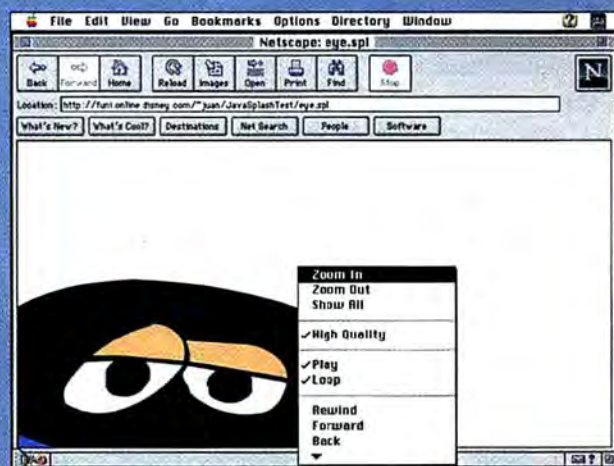 File Edit View Go Bookmarks Options Directory Window
Netscape: eye.spl
Back Forward Home Reload Images Open Print Find Stop
N
Location: http://fun.online.disney.com/~juan/JavaSplashTest/eye.spl
What's New? What's Cool? Destinations Net Search People Software
Zoom In
Zoom Out
Show All
✓High Quality
✓Play
✓Loop
Rewind
Forward
Back